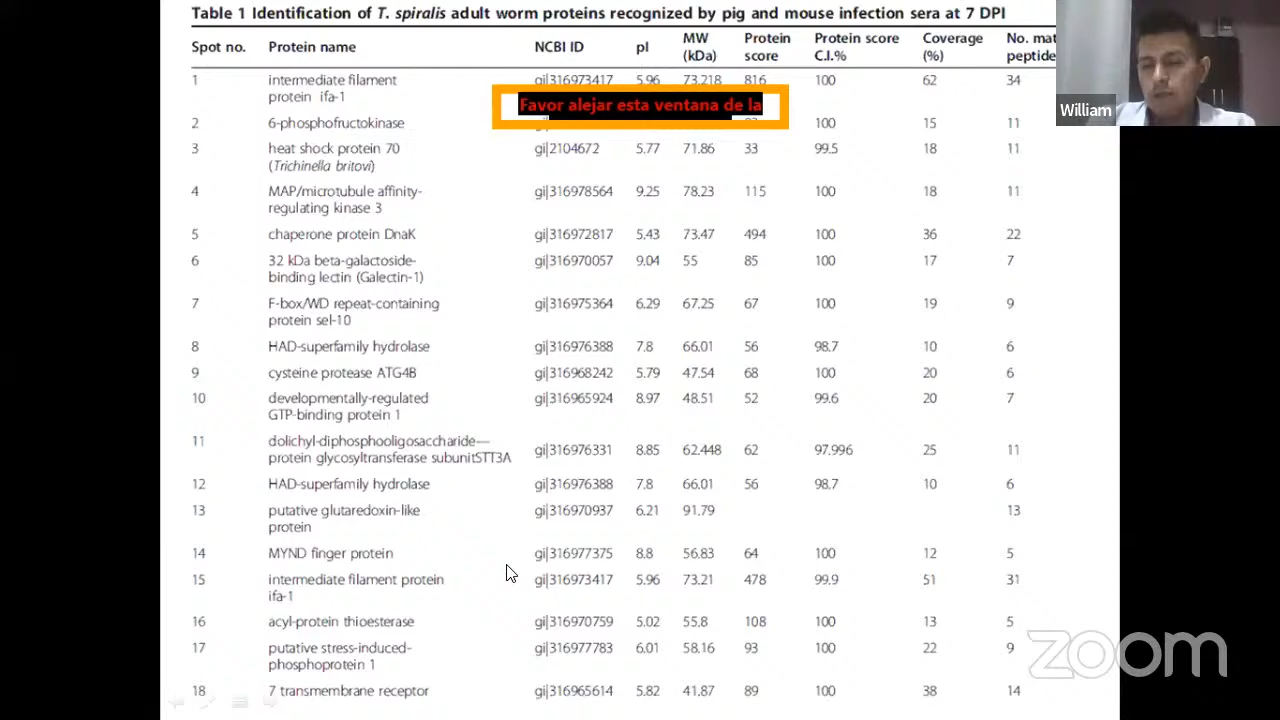 Table 1 Identification of T. spiralis adult worm proteins recognized by pig and mouse infection sera at 7 DPI
Spot no. Protein name NCBI ID pI MW (kDa) Protein score Protein score C.I.% Coverage (%) No. mat peptide
1 intermediate filament protein ifa-1 gi|316973417 5.96 73.218 816 100 62 34
Favor alejar esta ventana de la
2 6-phosphofructokinase 100 15 11
3 heat shock protein 70 (Trichinella britovi) gi|2104672 5.77 71.86 33 99.5 18 11
4 MAP/microtubule affinity-regulating kinase 3 gi|316978564 9.25 78.23 115 100 18 11
5 chaperone protein DnaK gi|316972817 5.43 73.47 494 100 36 22
6 32 kDa beta-galactoside-binding lectin (Galectin-1) gi|316970057 9.04 55 85 100 17 7
7 F-box/WD repeat-containing protein sel-10 gi|316975364 6.29 67.25 67 100 19 9
8 HAD-superfamily hydrolase gi|316976388 7.8 66.01 56 98.7 10 6
9 cysteine protease ATG4B gi|316968242 5.79 47.54 68 100 20 6
10 developmentally-regulated GTP-binding protein 1 gi|316965924 8.97 48.51 52 99.6 20 7
11 dolichyl-diphosphooligosaccharide—protein glycosyltransferase subunitSTT3A gi|316976331 8.85 62.448 62 97.996 25 11
12 HAD-superfamily hydrolase gi|316976388 7.8 66.01 56 98.7 10 6
13 putative glutaredoxin-like protein gi|316970937 6.21 91.79 13
14 MYND finger protein gi|316977375 8.8 56.83 64 100 12 5
15 intermediate filament protein ifa-1 gi|316973417 5.96 73.21 478 99.9 51 31
16 acyl-protein thioesterase gi|316970759 5.02 55.8 108 100 13 5
17 putative stress-induced-phosphoprotein 1 gi|316977783 6.01 58.16 93 100 22 9
18 7 transmembrane receptor gi|316965614 5.82 41.87 89 100 38 14
William
zoom